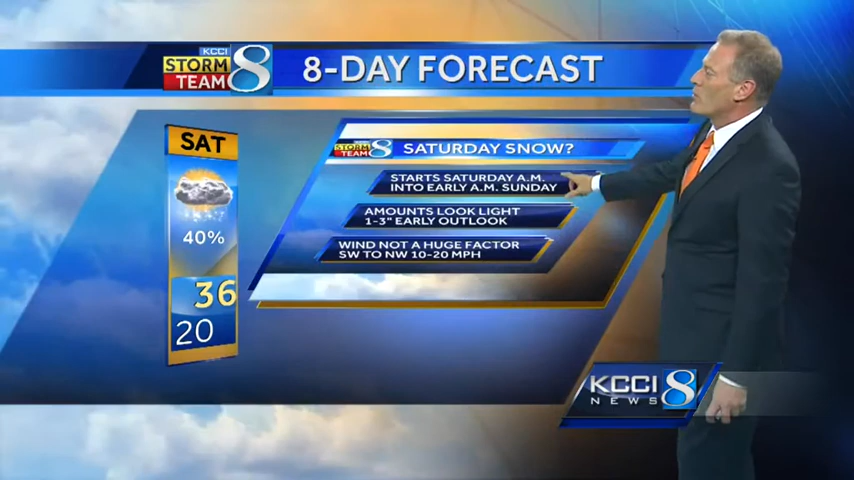 KCCI
STORM
TEAM 8
8-DAY FORECAST
SAT
40%
36
20
STORM
TEAM 8
SATURDAY SNOW?
STARTS SATURDAY A.M.
INTO EARLY A.M. SUNDAY
AMOUNTS LOOK LIGHT
1-3" EARLY OUTLOOK
WIND NOT A HUGE FACTOR
SW TO NW 10-20 MPH
KCCI 8
NEWS